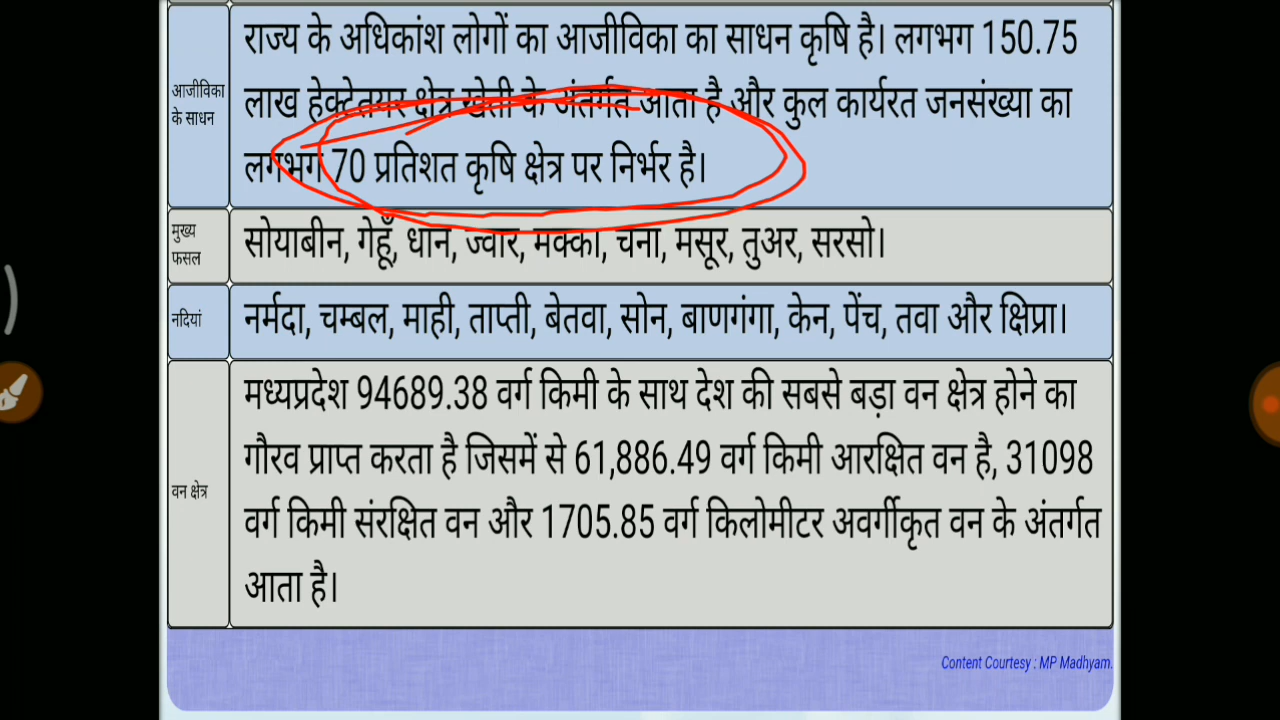 राज्य के अधिकांश लोगों का आजीविका का साधन कृषि है। लगभग 150.75
आजीविका
के साधन
लाख हेक्टेतयर क्षेत्र खेती के अंतर्गत आता है और कुल कार्यरत जनसंख्या का
लगभग 70 प्रतिशत कृषि क्षेत्र पर निर्भर है।
मुख्य
फसल
सोयाबीन, गेहूँ, धान, ज्वार, मक्का, चना, मसूर, तुअर, सरसो।
नदियां
नर्मदा, चम्बल, माही, ताप्ती, बेतवा, सोन, बाणगंगा, केन, पेंच, तवा और क्षिप्रा।
वन क्षेत्र
मध्यप्रदेश 94689.38 वर्ग किमी के साथ देश की सबसे बड़ा वन क्षेत्र होने का
गौरव प्राप्त करता है जिसमें से 61,886.49 वर्ग किमी आरक्षित वन है, 31098
वर्ग किमी संरक्षित वन और 1705.85 वर्ग किलोमीटर अवर्गीकृत वन के अंतर्गत
आता है।
Content Courtesy : MP Madhyam.